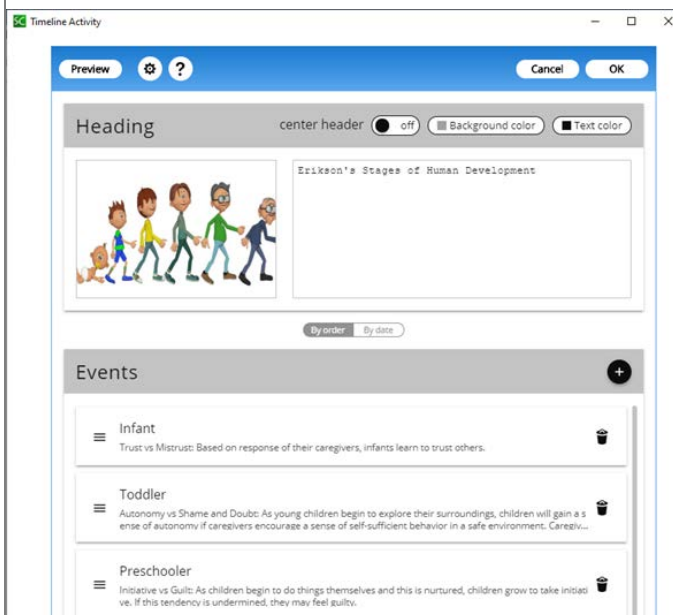 SC Timeline Activity
Preview ? Cancel OK
Heading center header off Background color Text color
Erikson's Stages of Human Development
By order By date
Events
Infant
Trust vs Mistrust: Based on response of their caregivers, infants learn to trust others.
Toddler
Autonomy vs Shame and Doubt: As young children begin to explore their surroundings, children will gain a s
ense of autonomy if caregivers encourage a sense of self-sufficient behavior in a safe environment. Caregiv...
Preschooler
Initiative vs Guilt: As children begin to do things themselves and this is nurtured, children grow to take initiati
ve. If this tendency is undermined, they may feel guilty.